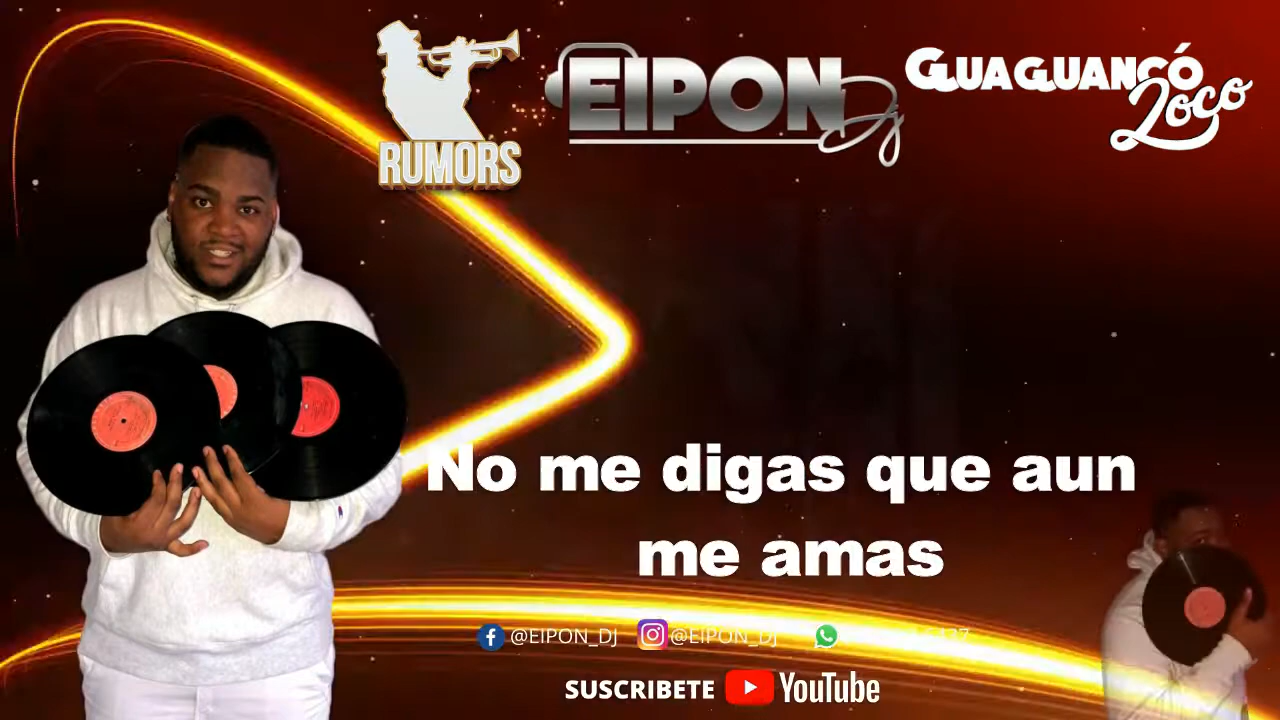 RUMORS
EIPON Dj
GUAGUANCÓ
Loco
No me digas que aun
me amas
@EIPON_Dj @EIPON_Dj
SUSCRIBETE YouTube